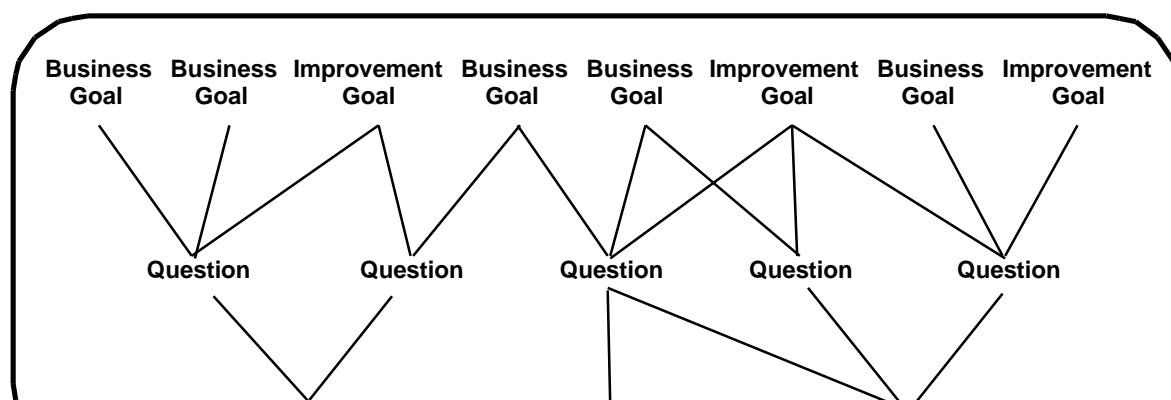 Business Business Improvement Business Business Improvement Business Improvement
Goal Goal Goal Goal Goal Goal Goal Goal
Question Question Question Question Question